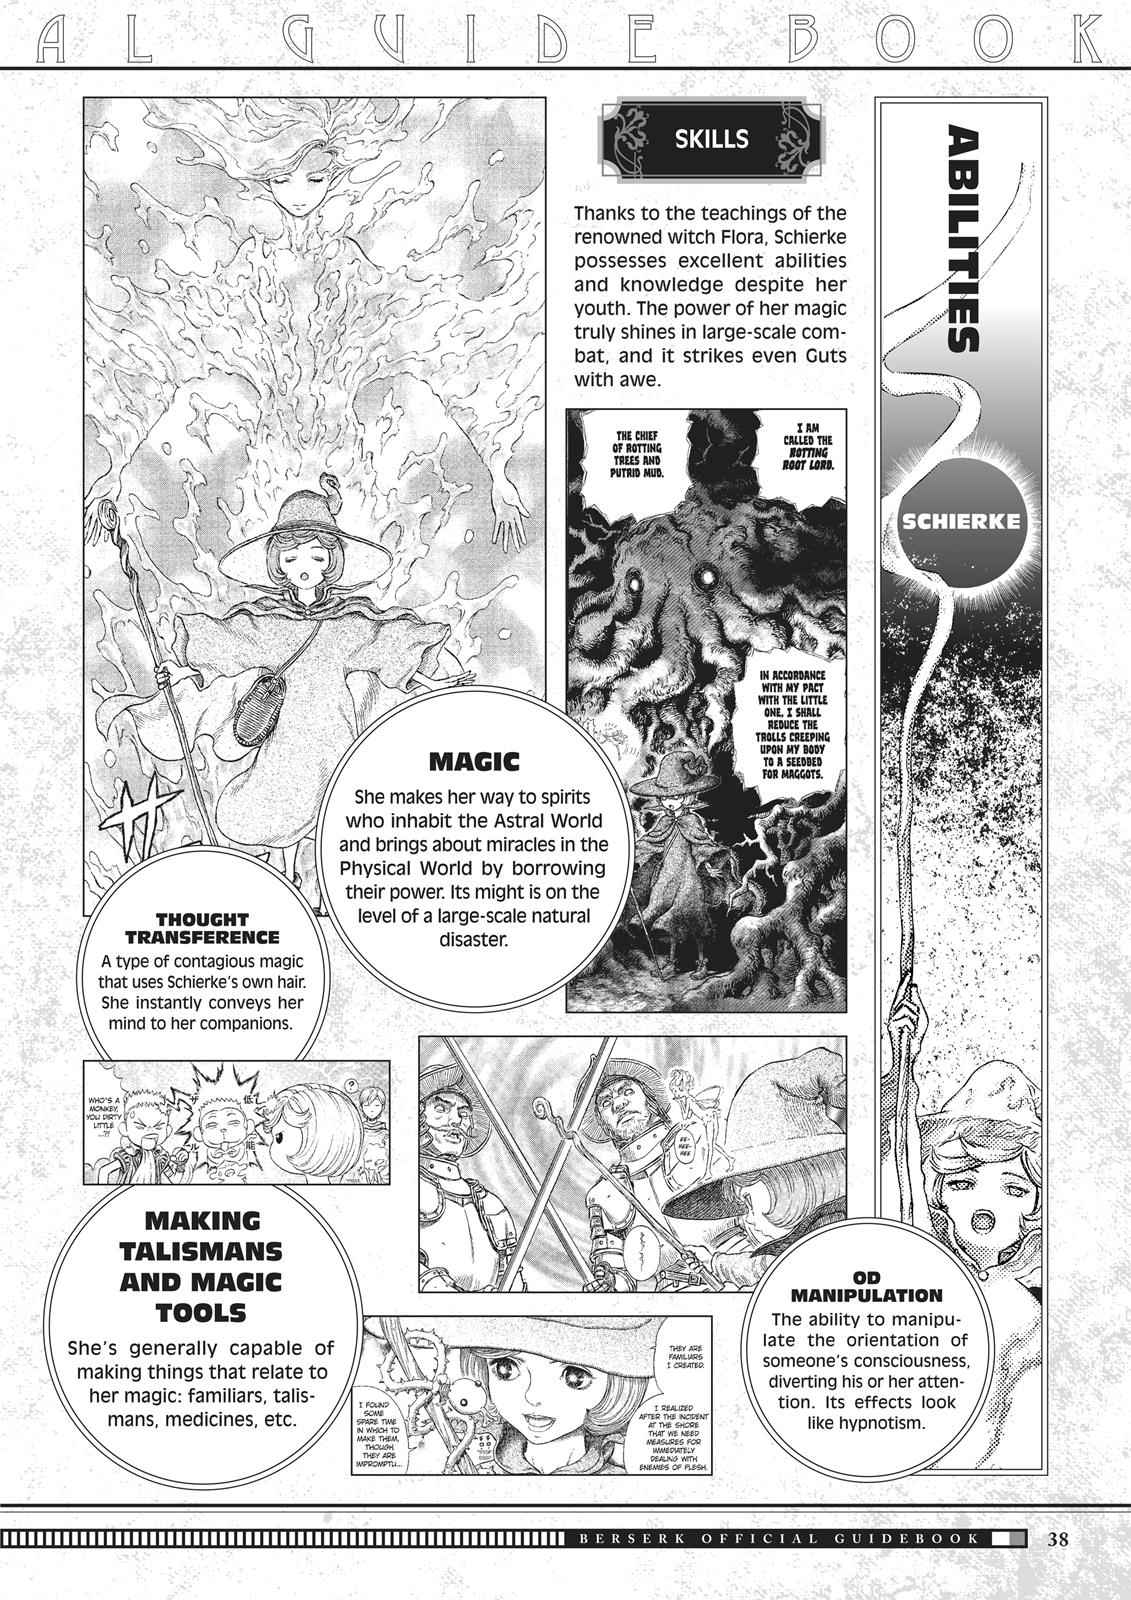 AL GUIDE BOOK
SKILLS
Thanks to the teachings of the
renowned witch Flora, Schierke
possesses excellent abilities
and knowledge despite her
youth. The power of her magic
truly shines in large-scale com-
bat, and it strikes even Guts
with awe.
ABILITIES
SCHIERKE
I AM
CALLED THE
ROTTING
ROOT LORD.
THE CHIEF
OF ROTTING
TREES AND
PUTRID MUD.
IN ACCORDANCE
WITH MY PACT
WITH THE LITTLE
ONE, I SHALL
REDUCE THE
TROLLS CREEPING
UPON MY BODY
TO A SEEDBED
FOR MAGGOTS.
MAGIC
She makes her way to spirits
who inhabit the Astral World
and brings about miracles in the
Physical World by borrowing
their power. Its might is on the
level of a large-scale natural
disaster.
THOUGHT
TRANSFERENCE
A type of contagious magic
that uses Schierke's own hair.
She instantly conveys her
mind to her companions.
WHO'S A
MONKEY,
YOU DIRTY
LITTLE
...?!
?
EE-
HEE-
HEE
MAKING
TALISMANS
AND MAGIC
TOOLS
She's generally capable of
making things that relate to
her magic: familiars, talis-
mans, medicines, etc.
THEY ARE
FAMILIARS
I CREATED.
I REALIZED
AFTER THE INCIDENT
AT THE SHORE
THAT WE NEED
MEASURES FOR
IMMEDIATELY
DEALING WITH
ENEMIES OF FLESH.
I FOUND
SOME
SPARE TIME
IN WHICH TO
MAKE THEM,
THOUGH
THEY ARE
IMPROMPTU...
OD
MANIPULATION
The ability to manipu-
late the orientation of
someone's consciousness,
diverting his or her atten-
tion. Its effects look
like hypnotism.
BERSERK OFFICIAL GUIDEBOOK
38